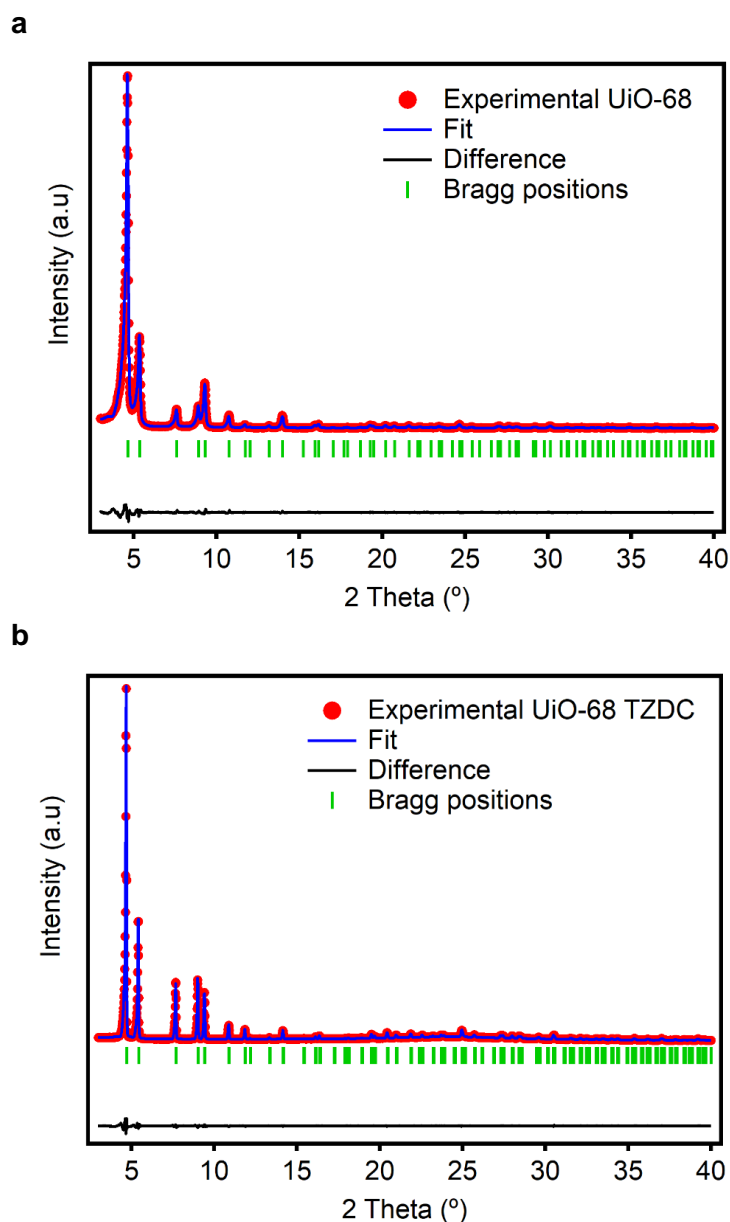 a
Experimental UiO-68
Fit
Difference
Bragg positions
Intensity (a.u)
5 10 15 20 25 30 35 40
2 Theta (º)
b
Experimental UiO-68 TZDC
Fit
Difference
Bragg positions
Intensity (a.u)
5 10 15 20 25 30 35 40
2 Theta (º)